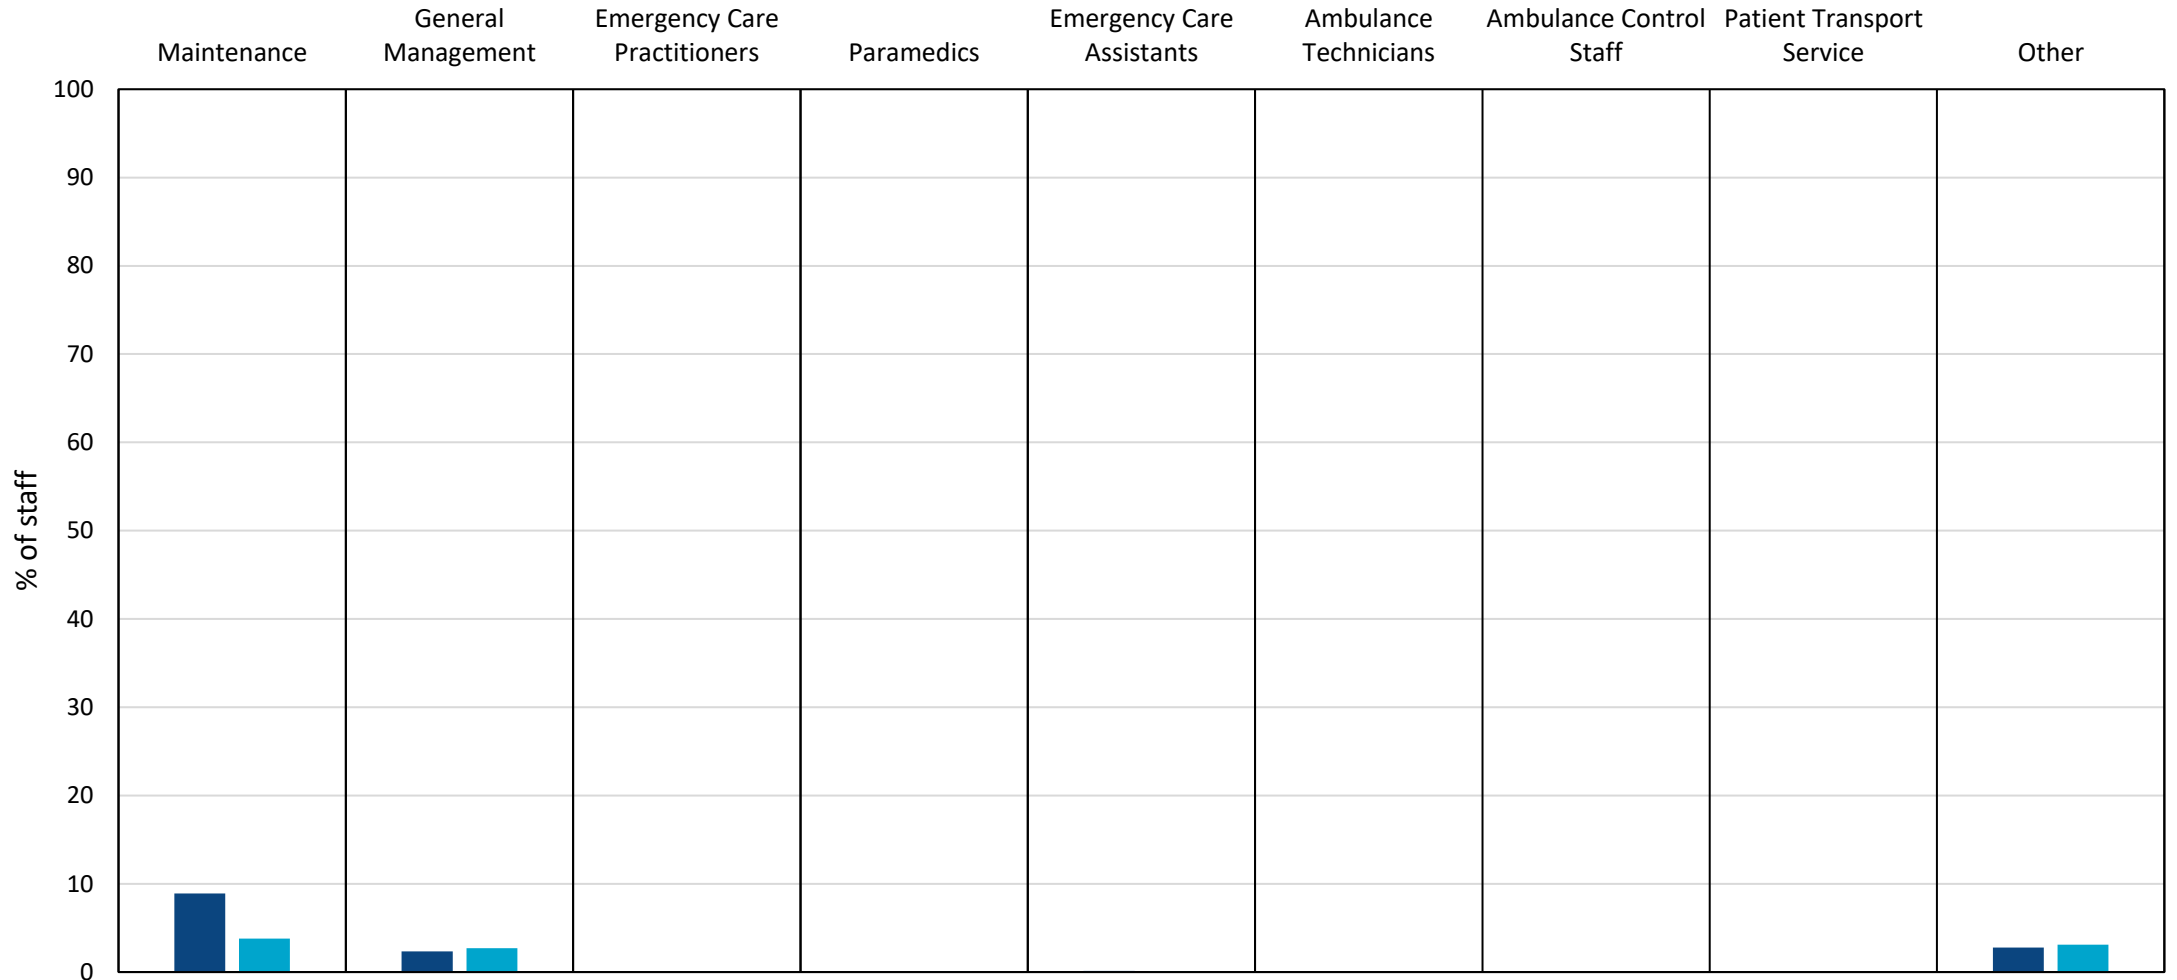 Maintenance
General
Management
Emergency Care
Practitioners
Paramedics
Emergency Care
Assistants
Ambulance
Technicians
Ambulance Control
Staff
Patient Transport
Service
Other
100
90
80
70
60
50
40
30
20
10
0
% of staff